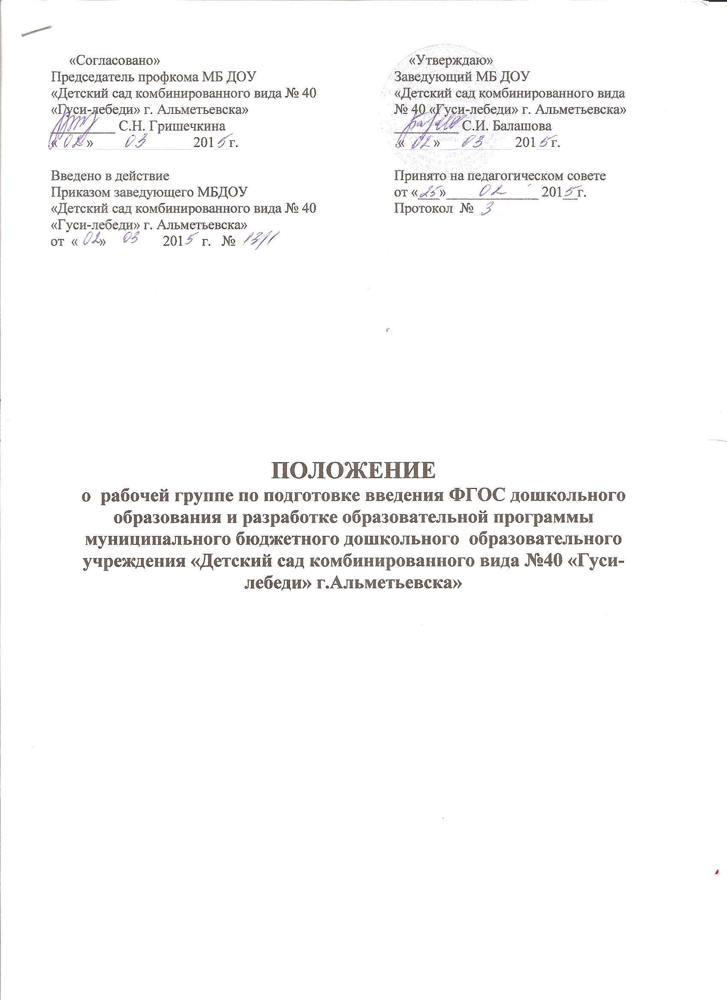 «Согласовано»
Председатель профкома МБ ДОУ
«Детский сад комбинированного вида № 40
«Гуси-лебеди» г. Альметьевска»
_________ С.Н. Гришечкина
« 02 » 03 2015 г.
Введено в действие
Приказом заведующего МБДОУ
«Детский сад комбинированного вида № 40
«Гуси-лебеди» г. Альметьевска»
от « 02» 03 2015 г. № 13/1
«Утверждаю»
Заведующий МБ ДОУ
«Детский сад комбинированного вида
№ 40 «Гуси-лебеди» г. Альметьевска»
_________ С.И. Балашова
« 02 » 03 2015 г.
Принято на педагогическом совете
от «25» 02 2015 г.
Протокол № 3
ПОЛОЖЕНИЕ
о рабочей группе по подготовке введения ФГОС дошкольного
образования и разработке образовательной программы
муниципального бюджетного дошкольного образовательного
учреждения «Детский сад комбинированного вида №40 «Гуси-
лебеди» г.Альметьевска»